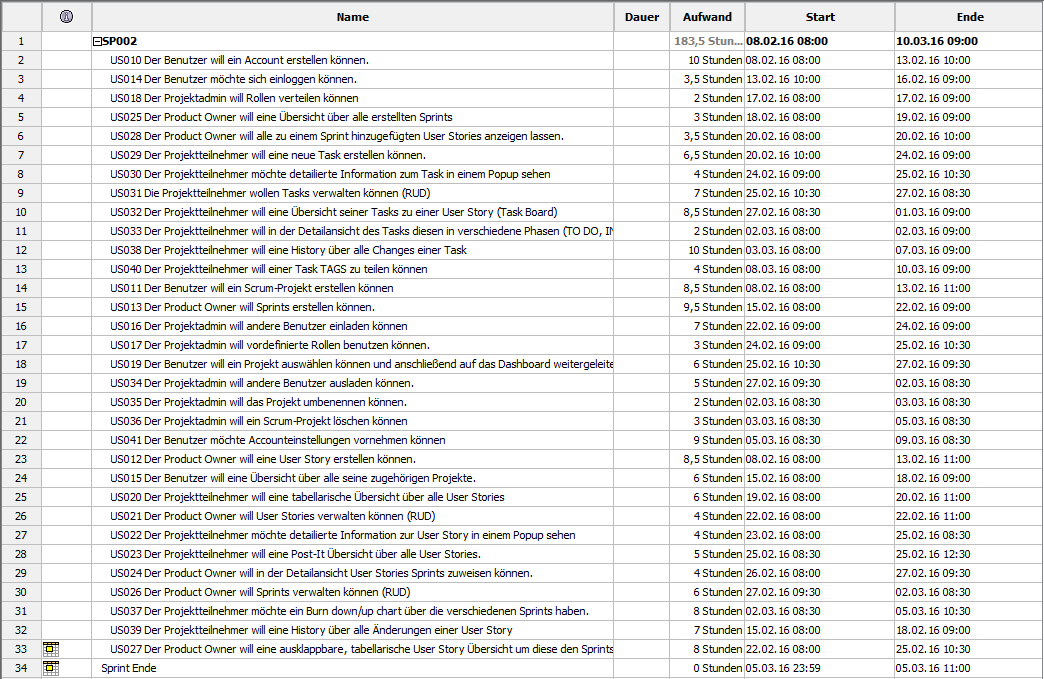 Name Dauer Aufwand Start Ende
1 SP002 183,5 Stun... 08.02.16 08:00 10.03.16 09:00
2 US010 Der Benutzer will ein Account erstellen können. 10 Stunden 08.02.16 08:00 13.02.16 10:00
3 US014 Der Benutzer möchte sich einloggen können. 3,5 Stunden 13.02.16 10:00 16.02.16 09:00
4 US018 Der Projektadmin will Rollen verteilen können 2 Stunden 17.02.16 08:00 17.02.16 09:00
5 US025 Der Product Owner will eine Übersicht über alle erstellten Sprints 3 Stunden 18.02.16 08:00 19.02.16 09:00
6 US028 Der Product Owner will alle zu einem Sprint hinzugefügten User Stories anzeigen lassen. 3,5 Stunden 20.02.16 08:00 20.02.16 10:00
7 US029 Der Projektteilnehmer will eine neue Task erstellen können. 6,5 Stunden 20.02.16 10:00 24.02.16 09:00
8 US030 Der Projektteilnehmer möchte detailierte Information zum Task in einem Popup sehen 4 Stunden 24.02.16 09:00 25.02.16 10:30
9 US031 Die Projektteilnehmer wollen Tasks verwalten können (RUD) 7 Stunden 25.02.16 10:30 27.02.16 08:30
10 US032 Der Projektteilnehmer will eine Übersicht seiner Tasks zu einer User Story (Task Board) 8,5 Stunden 27.02.16 08:30 01.03.16 09:00
11 US033 Der Projektteilnehmer will in der Detailansicht des Tasks diesen in verschiedene Phasen (TO DO, IN 2 Stunden 02.03.16 08:00 02.03.16 09:00
12 US038 Der Projektteilnehmer will eine History über alle Changes einer Task 10 Stunden 03.03.16 08:00 07.03.16 09:00
13 US040 Der Projektteilnehmer will einer Task TAGS zu teilen können 4 Stunden 08.03.16 08:00 10.03.16 09:00
14 US011 Der Benutzer will ein Scrum-Projekt erstellen können 8,5 Stunden 08.02.16 08:00 13.02.16 11:00
15 US013 Der Product Owner will Sprints erstellen können. 9,5 Stunden 15.02.16 08:00 22.02.16 09:00
16 US016 Der Projektadmin will andere Benutzer einladen können 7 Stunden 22.02.16 09:00 24.02.16 09:00
17 US017 Der Projektadmin will vordefinierte Rollen benutzen können. 3 Stunden 24.02.16 09:00 25.02.16 10:30
18 US019 Der Benutzer will ein Projekt auswählen können und anschließend auf das Dashboard weitergeleite 6 Stunden 25.02.16 10:30 27.02.16 09:30
19 US034 Der Projektadmin will andere Benutzer ausladen können. 5 Stunden 27.02.16 09:30 02.03.16 08:30
20 US035 Der Projektadmin will das Projekt umbenennen können. 2 Stunden 02.03.16 08:30 03.03.16 08:30
21 US036 Der Projektadmin will ein Scrum-Projekt löschen können 3 Stunden 03.03.16 08:30 05.03.16 08:30
22 US041 Der Benutzer möchte Accounteinstellungen vornehmen können 9 Stunden 05.03.16 08:30 09.03.16 08:30
23 US012 Der Product Owner will eine User Story erstellen können. 8,5 Stunden 08.02.16 08:00 13.02.16 11:00
24 US015 Der Benutzer will eine Übersicht über alle seine zugehörigen Projekte. 6 Stunden 15.02.16 08:00 18.02.16 09:00
25 US020 Der Projektteilnehmer will eine tabellarische Übersicht über alle User Stories 6 Stunden 19.02.16 08:00 20.02.16 11:00
26 US021 Der Product Owner will User Stories verwalten können (RUD) 4 Stunden 22.02.16 08:00 22.02.16 11:00
27 US022 Der Projektteilnehmer möchte detailierte Information zur User Story in einem Popup sehen 4 Stunden 23.02.16 08:00 25.02.16 08:30
28 US023 Der Projektteilnehmer will eine Post-It Übersicht über alle User Stories. 5 Stunden 25.02.16 08:30 25.02.16 12:30
29 US024 Der Product Owner will in der Detailansicht User Stories Sprints zuweisen können. 4 Stunden 26.02.16 08:00 27.02.16 09:30
30 US026 Der Product Owner will Sprints verwalten können (RUD) 6 Stunden 27.02.16 09:30 02.03.16 08:30
31 US037 Der Projektteilnehmer möchte ein Burn down/up chart über die verschiedenen Sprints haben. 8 Stunden 02.03.16 08:30 05.03.16 10:30
32 US039 Der Projektteilnehmer will eine History über alle Änderungen einer User Story 7 Stunden 15.02.16 08:00 18.02.16 09:00
33 US027 Der Product Owner will eine ausklappbare, tabellarische User Story Übersicht um diese den Sprints 8 Stunden 22.02.16 08:00 25.02.16 10:30
34 Sprint Ende 0 Stunden 05.03.16 23:59 05.03.16 11:00